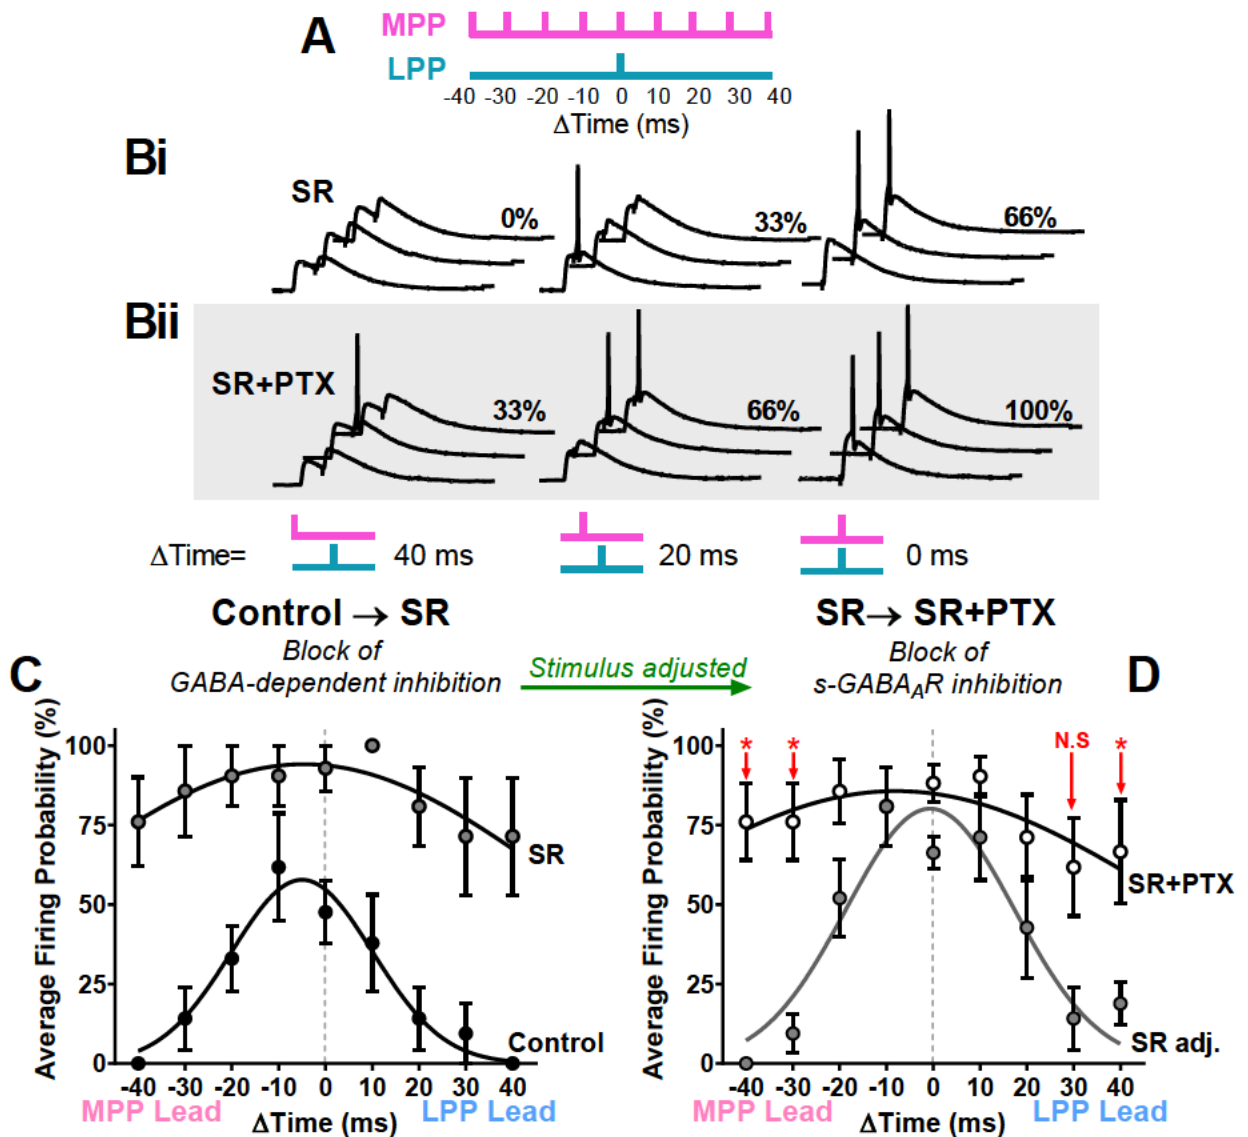 A
MPP
LPP
-40 -30 -20 -10 0 10 20 30 40
ΔTime (ms)
Bi
SR
0%
33%
66%
Bii
SR+PTX
33%
66%
100%
ΔTime=
40 ms
20 ms
0 ms
Control → SR
Block of
GABA-dependent inhibition
Stimulus adjusted
SR→ SR+PTX
Block of
s-GABA_AR inhibition
C
Average Firing Probability (%)
100
75
50
25
0
SR
Control
-40 -30 -20 -10 0 10 20 30 40
MPP Lead
ΔTime (ms)
LPP Lead
D
Average Firing Probability (%)
100
75
50
25
0
*
*
N.S
*
SR+PTX
SR adj.
-40 -30 -20 -10 0 10 20 30 40
MPP Lead
ΔTime (ms)
LPP Lead